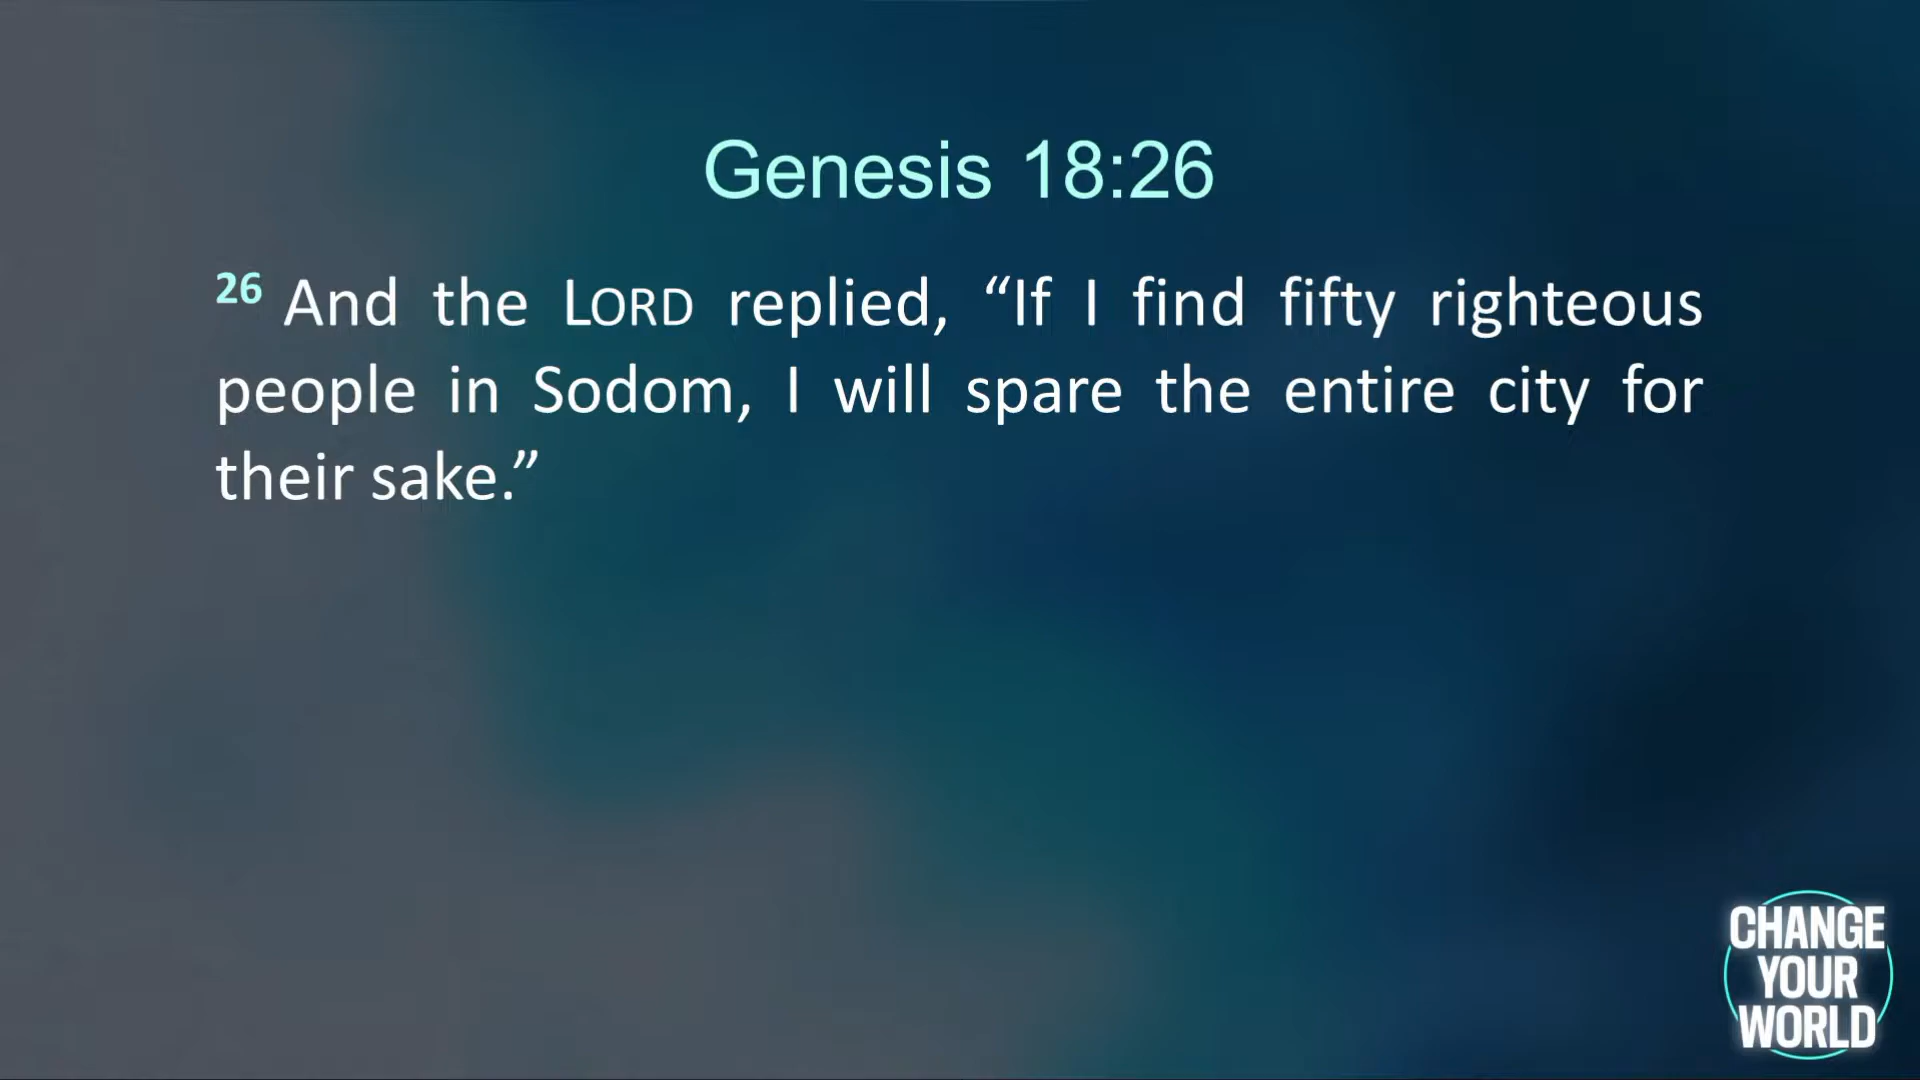 Genesis 18:26
26 And the LORD replied, “If I find fifty righteous
people in Sodom, I will spare the entire city for
their sake.”
CHANGE
YOUR
WORLD